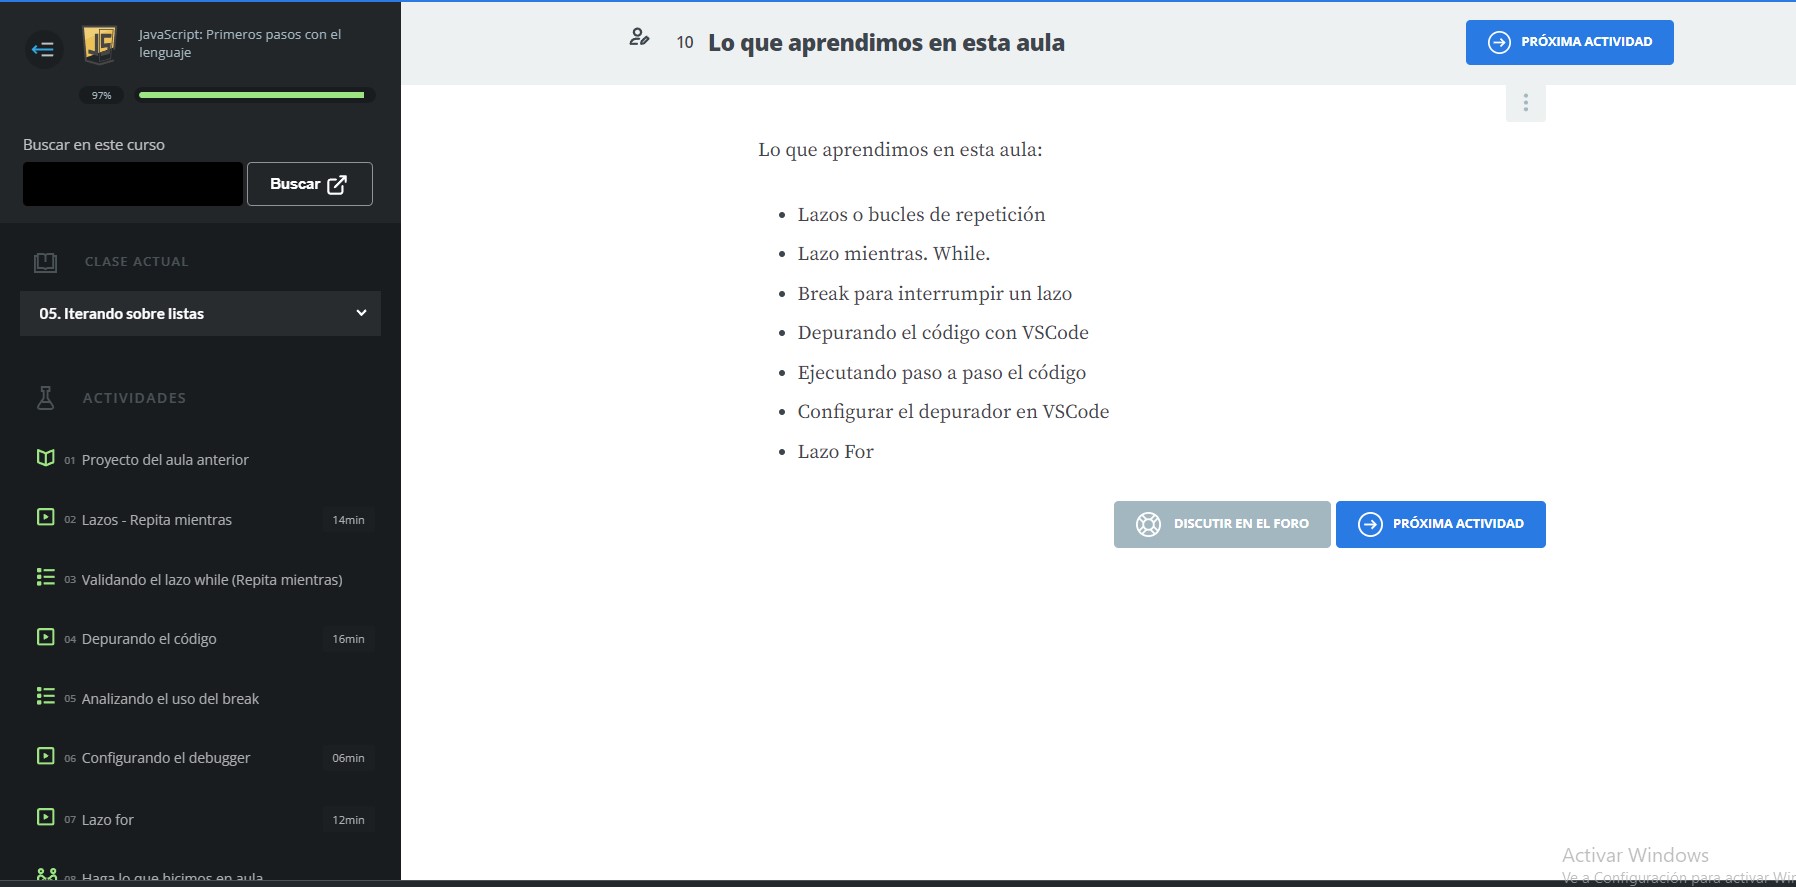 JavaScript: Primeros pasos con el
lenguaje
97%
Buscar en este curso
Buscar
CLASE ACTUAL
05. Iterando sobre listas
ACTIVIDADES
01 Proyecto del aula anterior
02 Lazos - Repita mientras 14min
03 Validando el lazo while (Repita mientras)
04 Depurando el código 16min
05 Analizando el uso del break
06 Configurando el debugger 06min
07 Lazo for 12min
08 Haga lo que hicimos en aula
10 Lo que aprendimos en esta aula
PRÓXIMA ACTIVIDAD
Lo que aprendimos en esta aula:
• Lazos o bucles de repetición
• Lazo mientras. While.
• Break para interrumpir un lazo
• Depurando el código con VSCode
• Ejecutando paso a paso el código
• Configurar el depurador en VSCode
• Lazo For
DISCUTIR EN EL FORO
PRÓXIMA ACTIVIDAD
Activar Windows
Ve a Configuración para activar Win